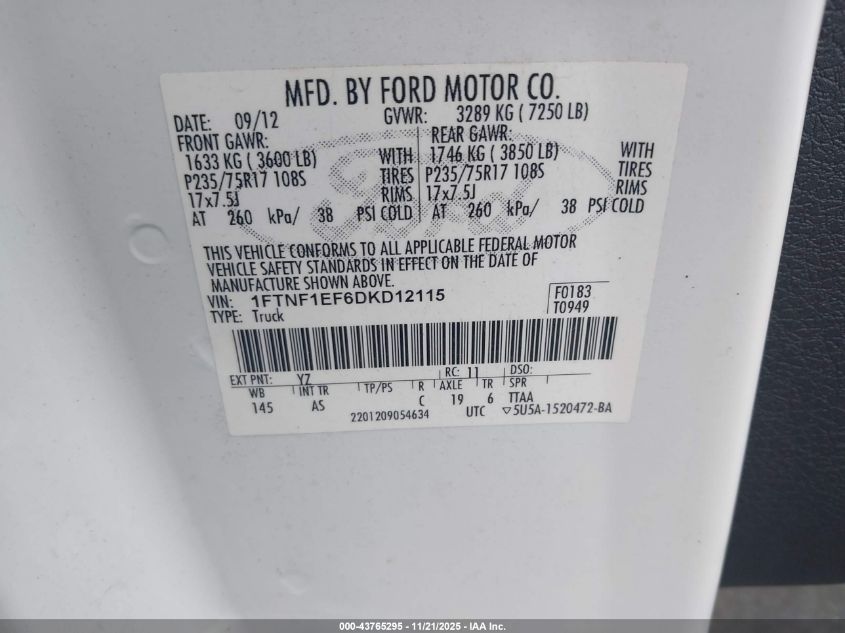 MFD. BY FORD MOTOR CO.
DATE: 09/12 GVWR: 3289 KG ( 7250 LB)
FRONT GAWR: REAR GAWR:
1633 KG ( 3600 LB) WITH 1746 KG ( 3850 LB) WITH
P235/75R17 108S TIRES P235/75R17 108S TIRES
17x7.5J RIMS 17x7.5J RIMS
AT 260 kPa/ 38 PSI COLD AT 260 kPa/ 38 PSI COLD
Ford
THIS VEHICLE CONFORMS TO ALL APPLICABLE FEDERAL MOTOR
VEHICLE SAFETY STANDARDS IN EFFECT ON THE DATE OF
MANUFACTURE SHOWN ABOVE.
VIN: 1FTNF1EF6DKD12115 F0183
TYPE: Truck T0949
EXT PNT: YZ RC: 11 DSO:
WB INT TR TP/PS R AXLE TR SPR
145 AS C 19 6 TTAA
2201209054634 UTC ▽5U5A-1520472-BA
000-43765295 - 11/21/2025 - IAA Inc.